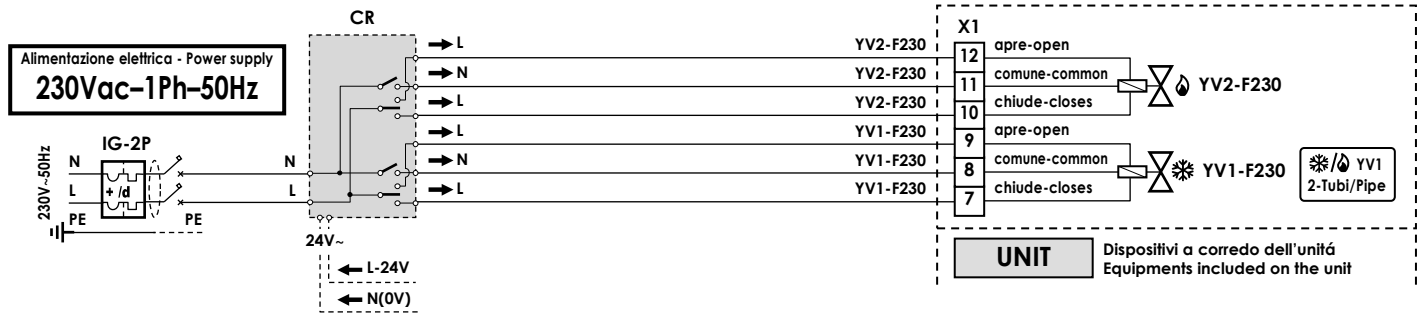 CR
X1
Alimentazione elettrica - Power supply
230Vac–1Ph–50Hz
L YV2-F230 12 apre-open
N YV2-F230 11 comune-common
YV2-F230
L YV2-F230 10 chiude-closes
L YV1-F230 9 apre-open
N YV1-F230 8 comune-common
YV1-F230
L YV1-F230 7 chiude-closes
/ YV1
2-Tubi/Pipe
IG-2P
230V~50Hz
N N
L + /d L
PE PE
24V~
L-24V
N(0V)
UNIT
Dispositivi a corredo dell'unitá
Equipments included on the unit